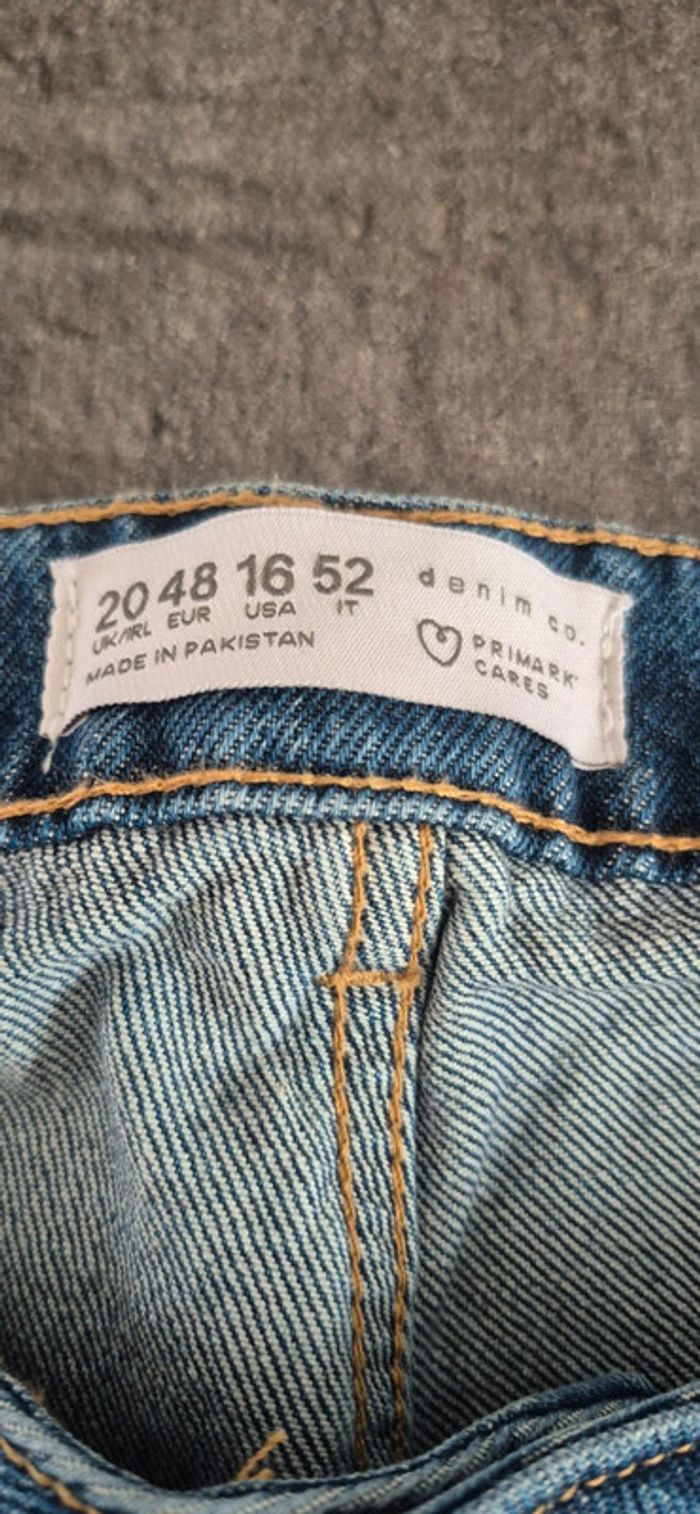 20 48 16 52
UK/IRL EUR USA IT
MADE IN PAKISTAN
denim co.
PRIMARK
CARES